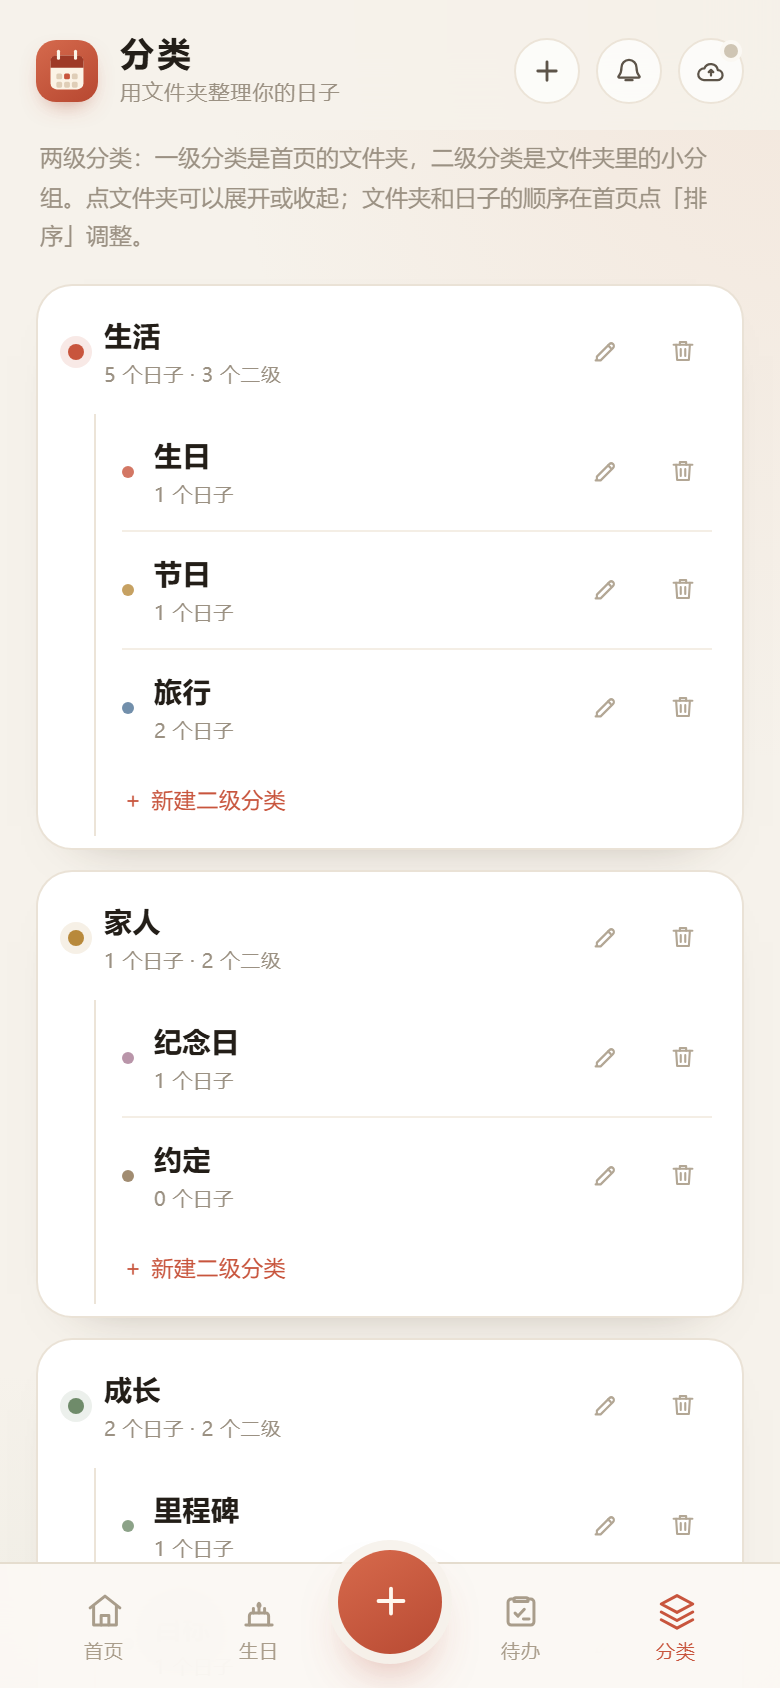 分类
用文件夹整理你的日子
两级分类：一级分类是首页的文件夹，二级分类是文件夹里的小分
组。点文件夹可以展开或收起；文件夹和日子的顺序在首页点「排
序」调整。
生活
5 个日子 · 3 个二级
生日
1 个日子
节日
1 个日子
旅行
2 个日子
+ 新建二级分类
家人
1 个日子 · 2 个二级
纪念日
1 个日子
约定
0 个日子
+ 新建二级分类
成长
2 个日子 · 2 个二级
里程碑
1 个日子
首页
生日
待办
分类